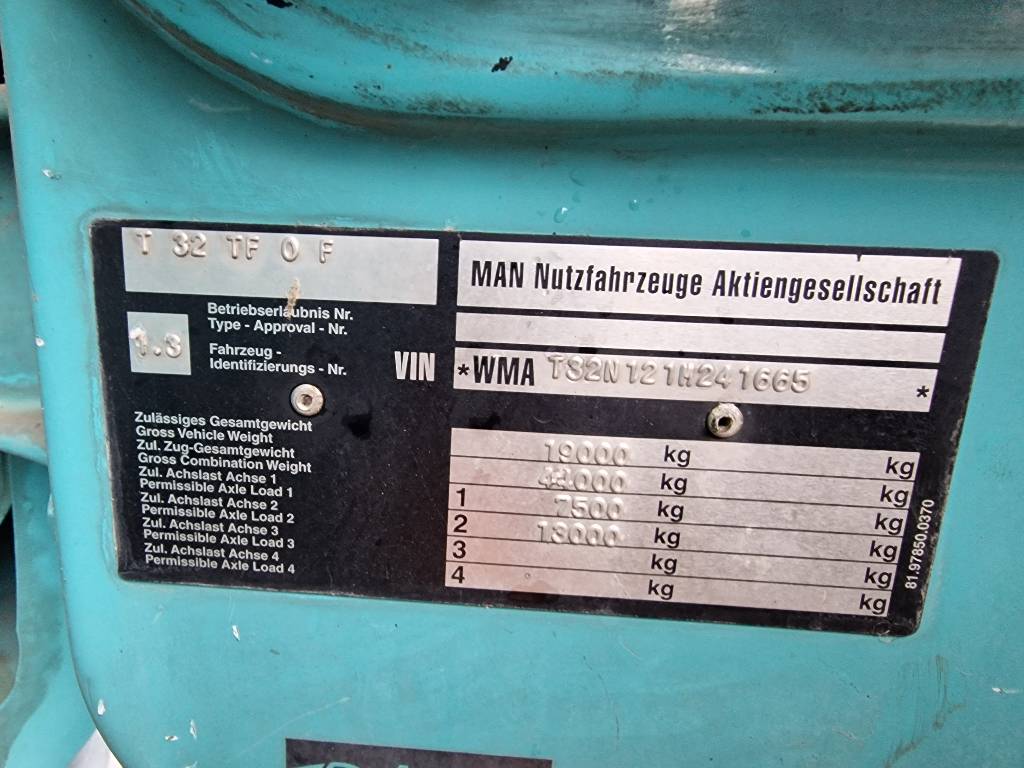 T 32 TF 0 F
MAN Nutzfahrzeuge Aktiengesellschaft
Betriebserlaubnis Nr.
Type - Approval - Nr.
1.3
Fahrzeug -
Identifizierungs - Nr.
VIN
*WMA T32N121H241665 *
Zulässiges Gesamtgewicht
Gross Vehicle Weight
19000 kg kg
Zul. Zug-Gesamtgewicht
Gross Combination Weight
44000 kg kg
Zul. Achslast Achse 1
Permissible Axle Load 1
1 7500 kg kg
Zul. Achslast Achse 2
Permissible Axle Load 2
2 13000 kg kg
Zul. Achslast Achse 3
Permissible Axle Load 3
3 kg kg
Zul. Achslast Achse 4
Permissible Axle Load 4
4 kg kg
81.97850.0370